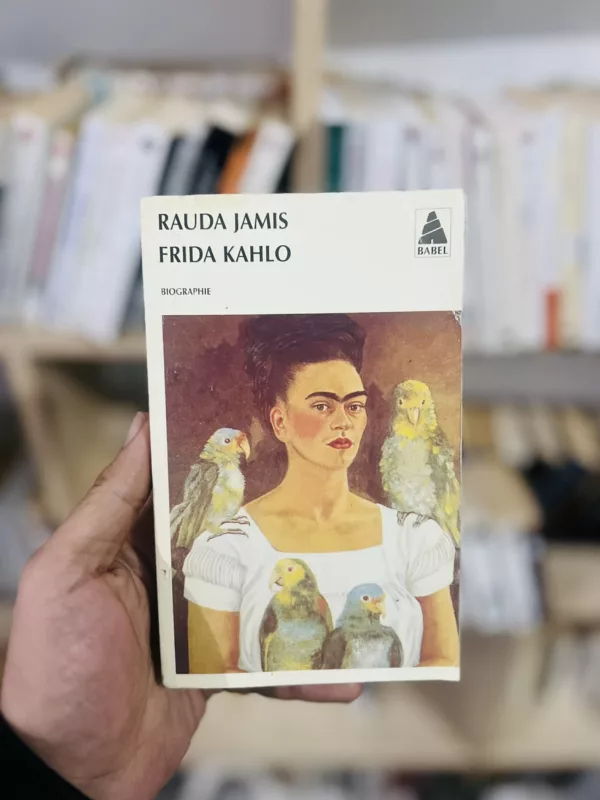 RAUDA JAMIS
FRIDA KAHLO
BIOGRAPHIE
BABEL